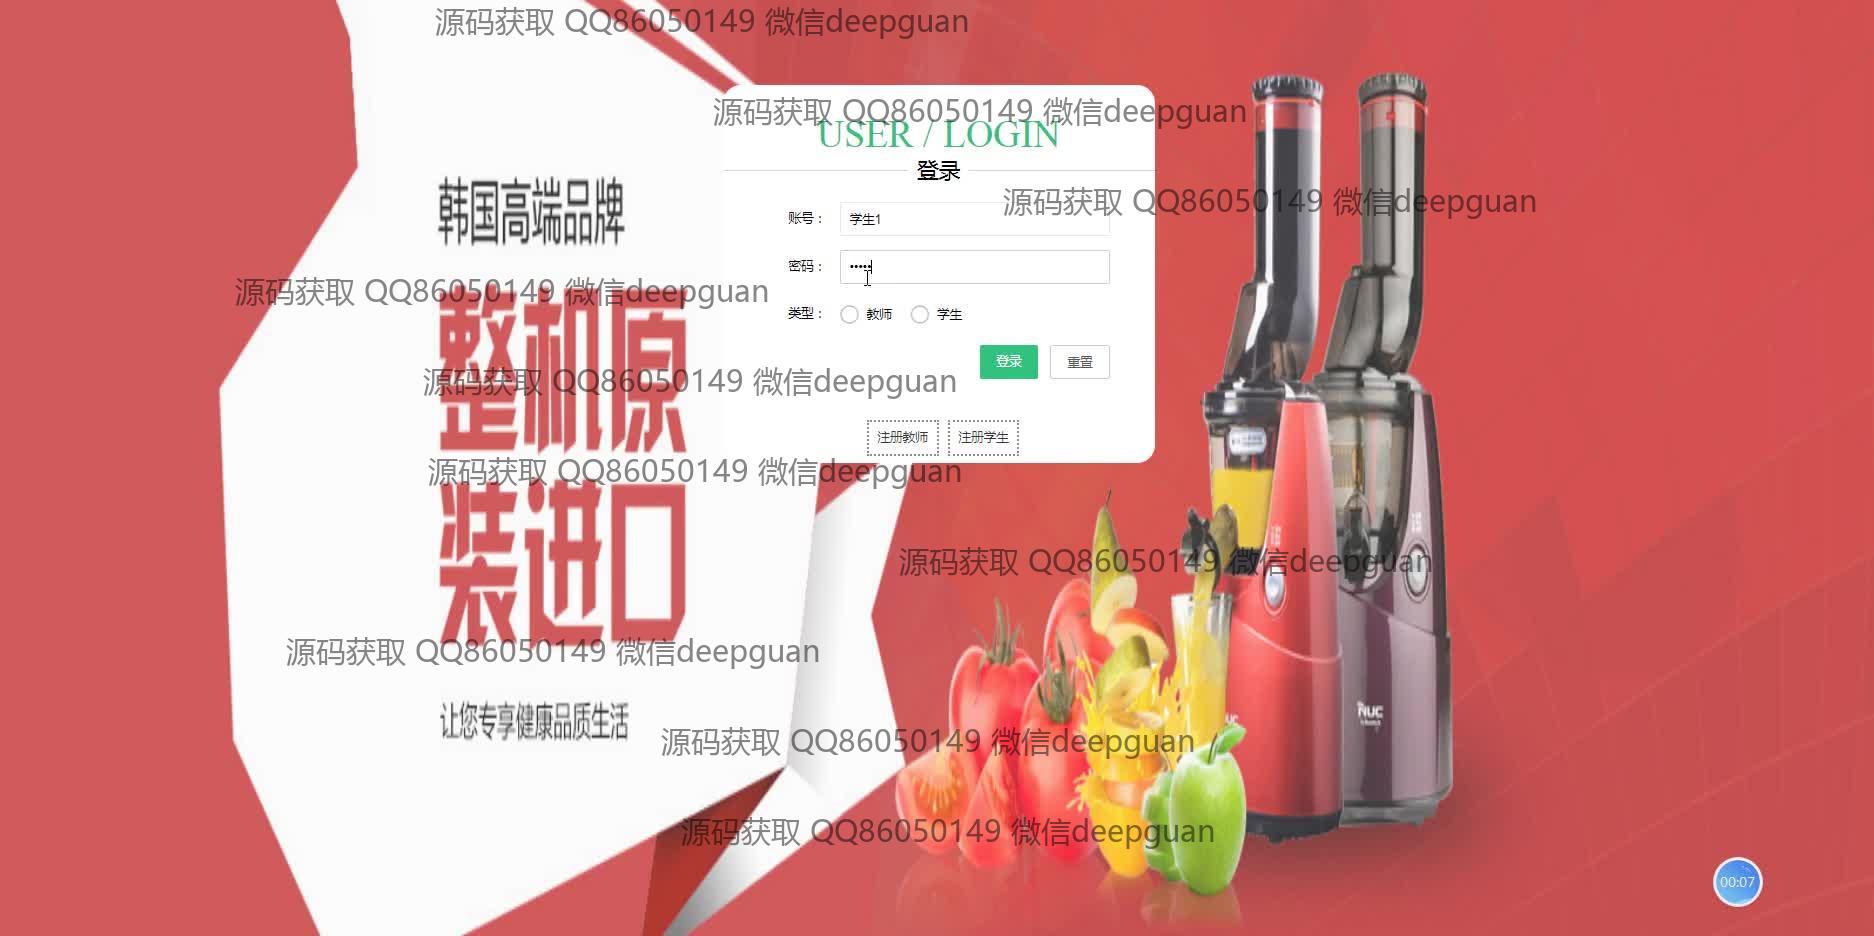 源码获取 QQ86050149 微信deepguan
源码获取 QQ86050149 微信deepguan
USER / LOGIN
登录
源码获取 QQ86050149 微信deepguan
韩国高端品牌
账号：
学生1
密码：
•••••
源码获取 QQ86050149 微信deepguan
类型：
教师
学生
整机原
登录
重置
源码获取 QQ86050149 微信deepguan
注册教师
注册学生
源码获取 QQ86050149 微信deepguan
装进口
源码获取 QQ86050149 微信deepguan
源码获取 QQ86050149 微信deepguan
让您专享健康品质生活
NUC
NUC
源码获取 QQ86050149 微信deepguan
源码获取 QQ86050149 微信deepguan
00:07